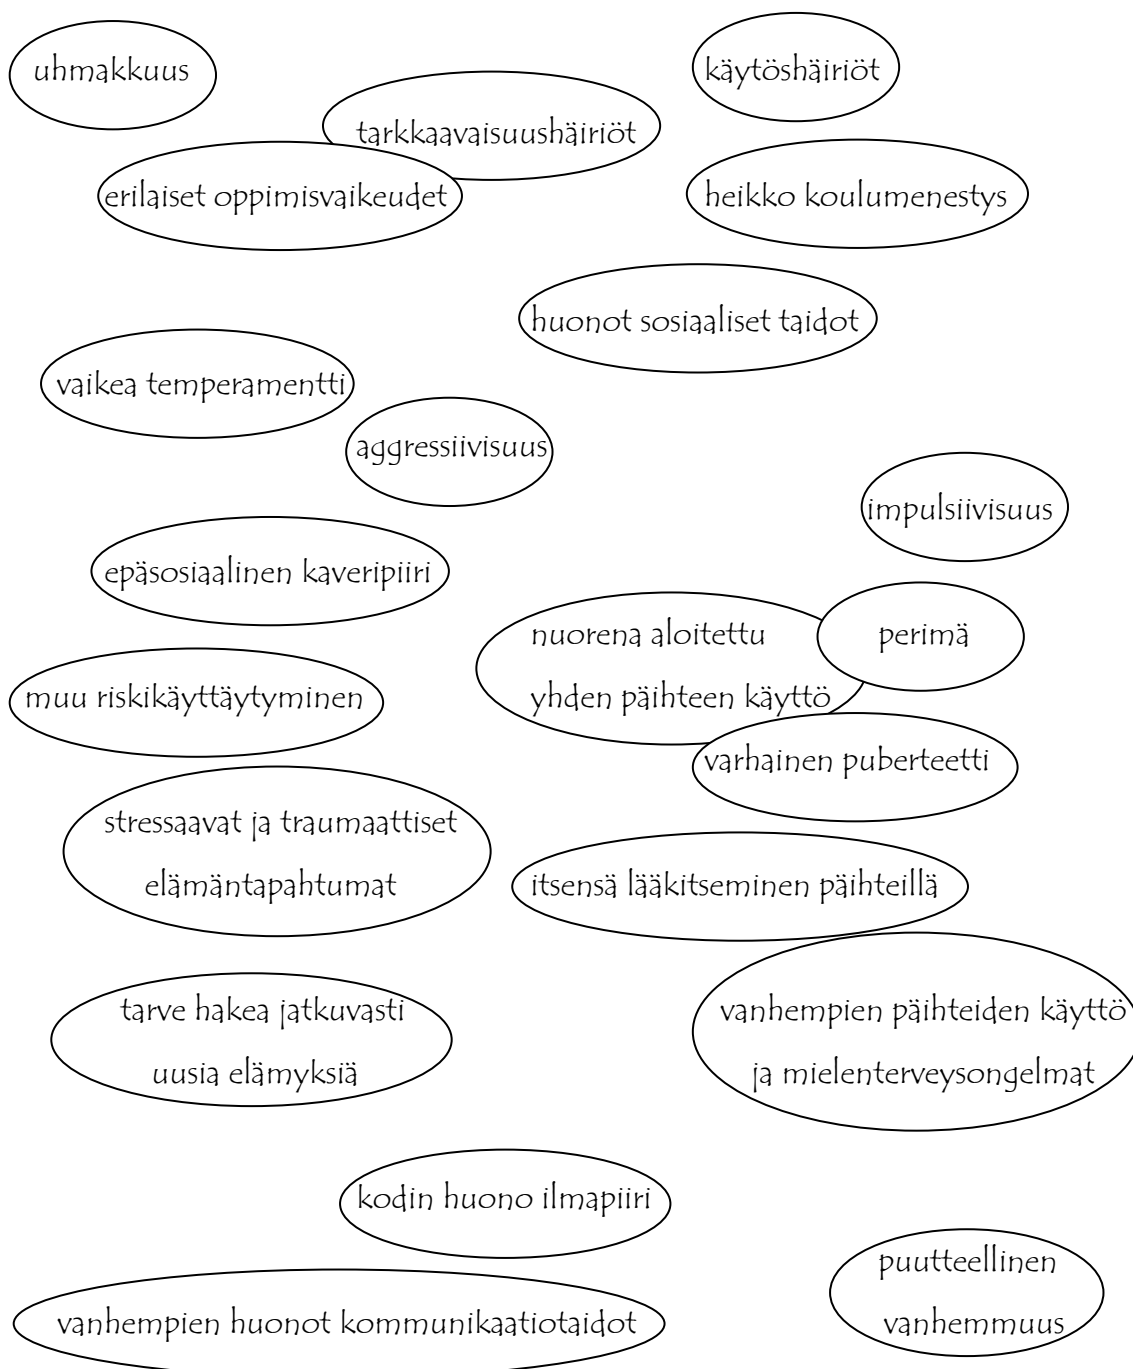 uhmakkuus
käytöshäiriöt
tarkkaavaisuushäiriöt
erilaiset oppimisvaikeudet
heikko koulumenestys
huonot sosiaaliset taidot
vaikea temperamentti
aggressiivisuus
impulsiivisuus
epäsosiaalinen kaveripiiri
nuorena aloitettu
yhden päihteen käyttö
perimä
muu riskikäyttäytyminen
varhainen puberteetti
stressaavat ja traumaattiset
elämäntapahtumat
itsensä lääkitseminen päihteillä
tarve hakea jatkuvasti
uusia elämyksiä
vanhempien päihteiden käyttö
ja mielenterveysongelmat
kodin huono ilmapiiri
puutteellinen
vanhemmuus
vanhempien huonot kommunikaatiotaidot